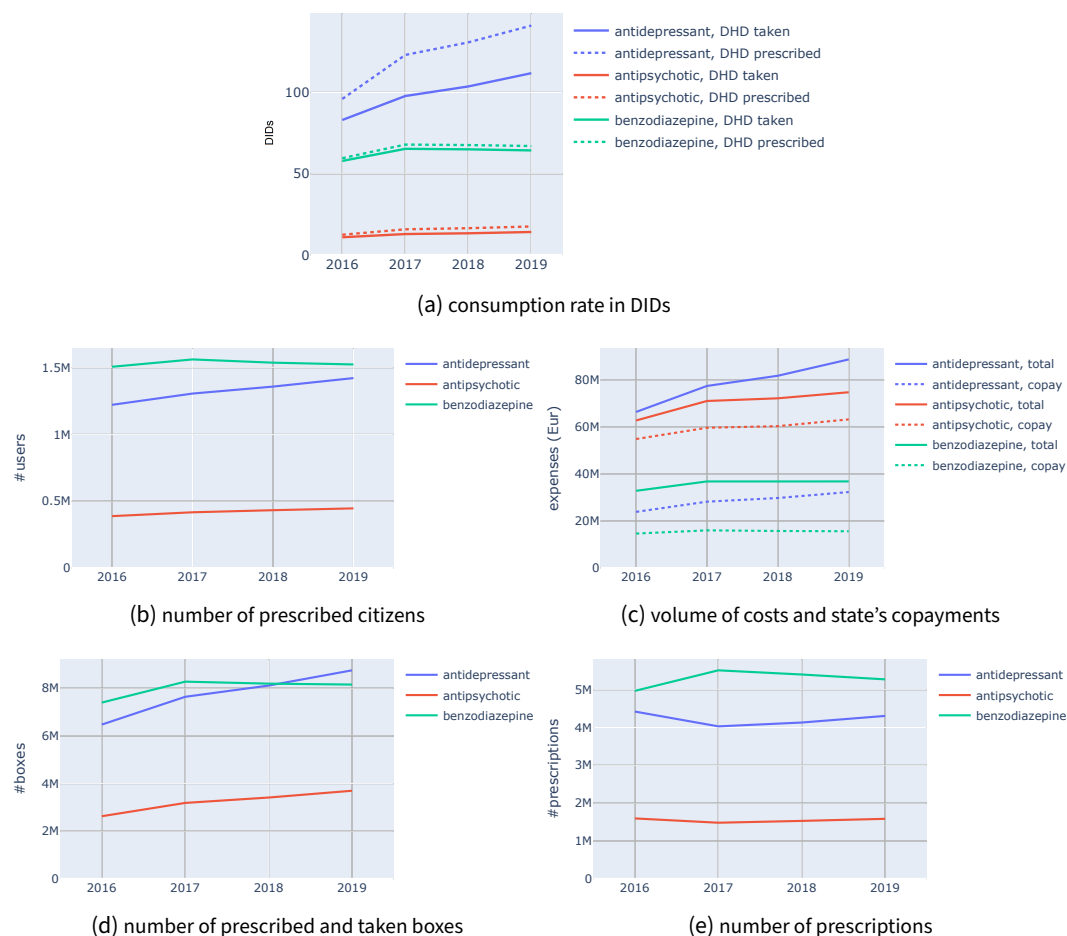 antidepressant, DHD taken
antidepressant, DHD prescribed
antipsychotic, DHD taken
antipsychotic, DHD prescribed
benzodiazepine, DHD taken
benzodiazepine, DHD prescribed
DIDs
100
50
0
2016 2017 2018 2019
(a) consumption rate in DIDs
#users
1.5M
1M
0.5M
0
2016 2017 2018 2019
antidepressant
antipsychotic
benzodiazepine
(b) number of prescribed citizens
expenses (Eur)
80M
60M
40M
20M
0
2016 2017 2018 2019
antidepressant, total
antidepressant, copay
antipsychotic, total
antipsychotic, copay
benzodiazepine, total
benzodiazepine, copay
(c) volume of costs and state's copayments
#boxes
8M
6M
4M
2M
0
2016 2017 2018 2019
antidepressant
antipsychotic
benzodiazepine
(d) number of prescribed and taken boxes
#prescriptions
5M
4M
3M
2M
1M
0
2016 2017 2018 2019
antidepressant
antipsychotic
benzodiazepine
(e) number of prescriptions